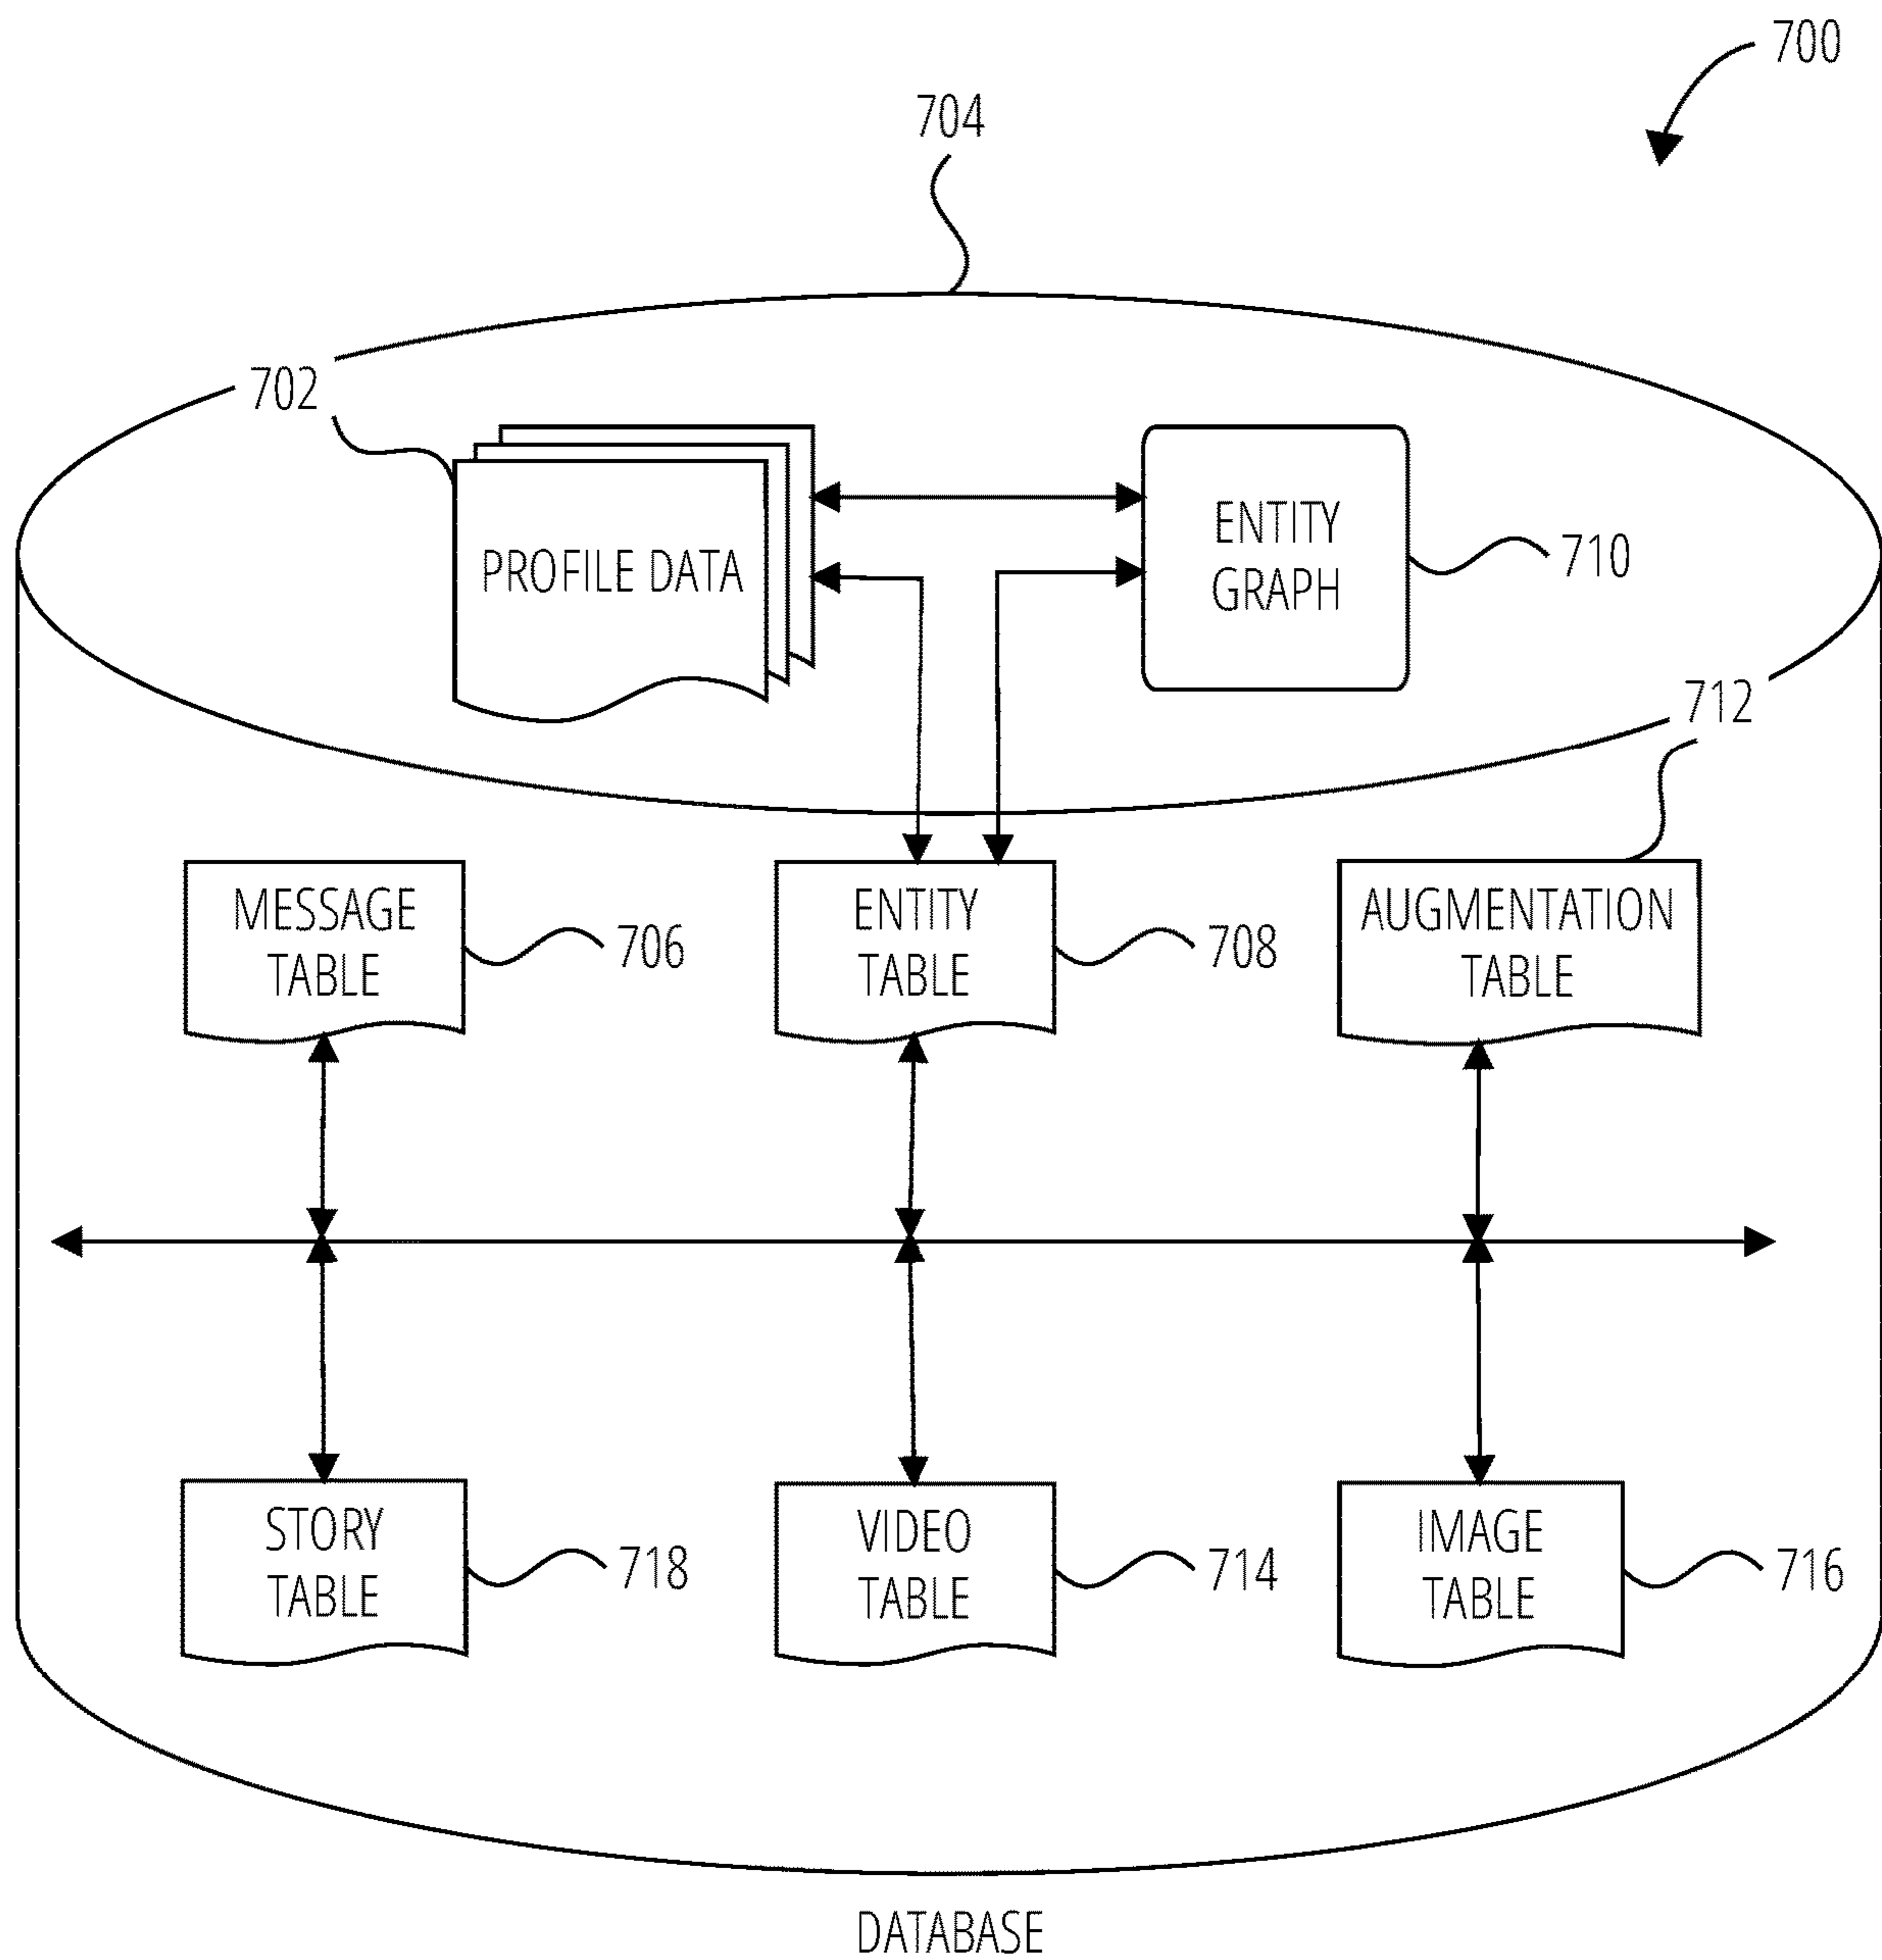 700
704
702
PROFILE DATA
ENTITY
GRAPH
710
712
MESSAGE
TABLE
706
ENTITY
TABLE
708
AUGMENTATION
TABLE
STORY
TABLE
718
VIDEO
TABLE
714
IMAGE
TABLE
716
DATABASE